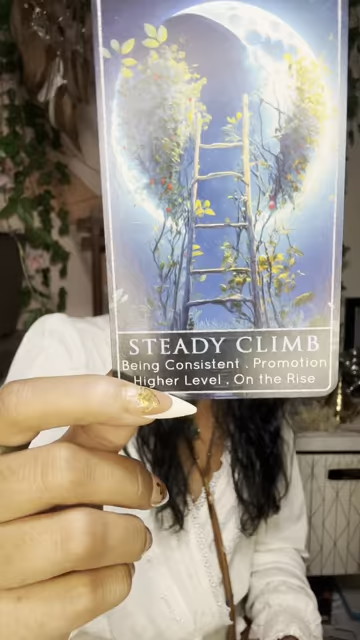 STEADY CLIMB
Being Consistent . Promotion
Higher Level . On the Rise